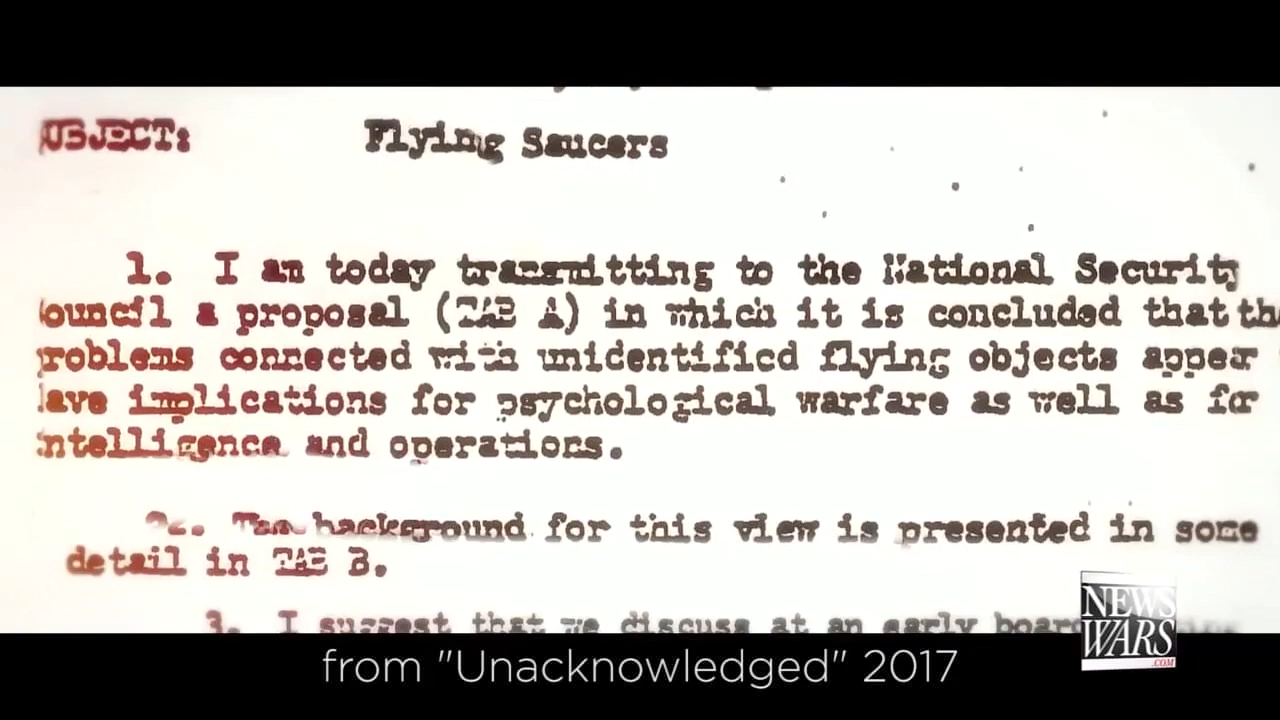 UBJECT: Flying Saucers
1. I am today transmitting to the National Security
ouncil a proposal (TAB A) in which it is concluded that the
problems connected with unidentified flying objects appear
have implications for psychological warfare as well as for
intelligence and operations.
2. The background for this view is presented in some
detail in TAB B.
3. I suggest that we discuss at an early board
NEWS
WARS
.COM
from "Unacknowledged" 2017